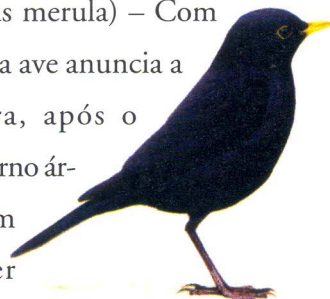 s merula) – Com
a ave anuncia a
ra, após o
rno ár-
m
er